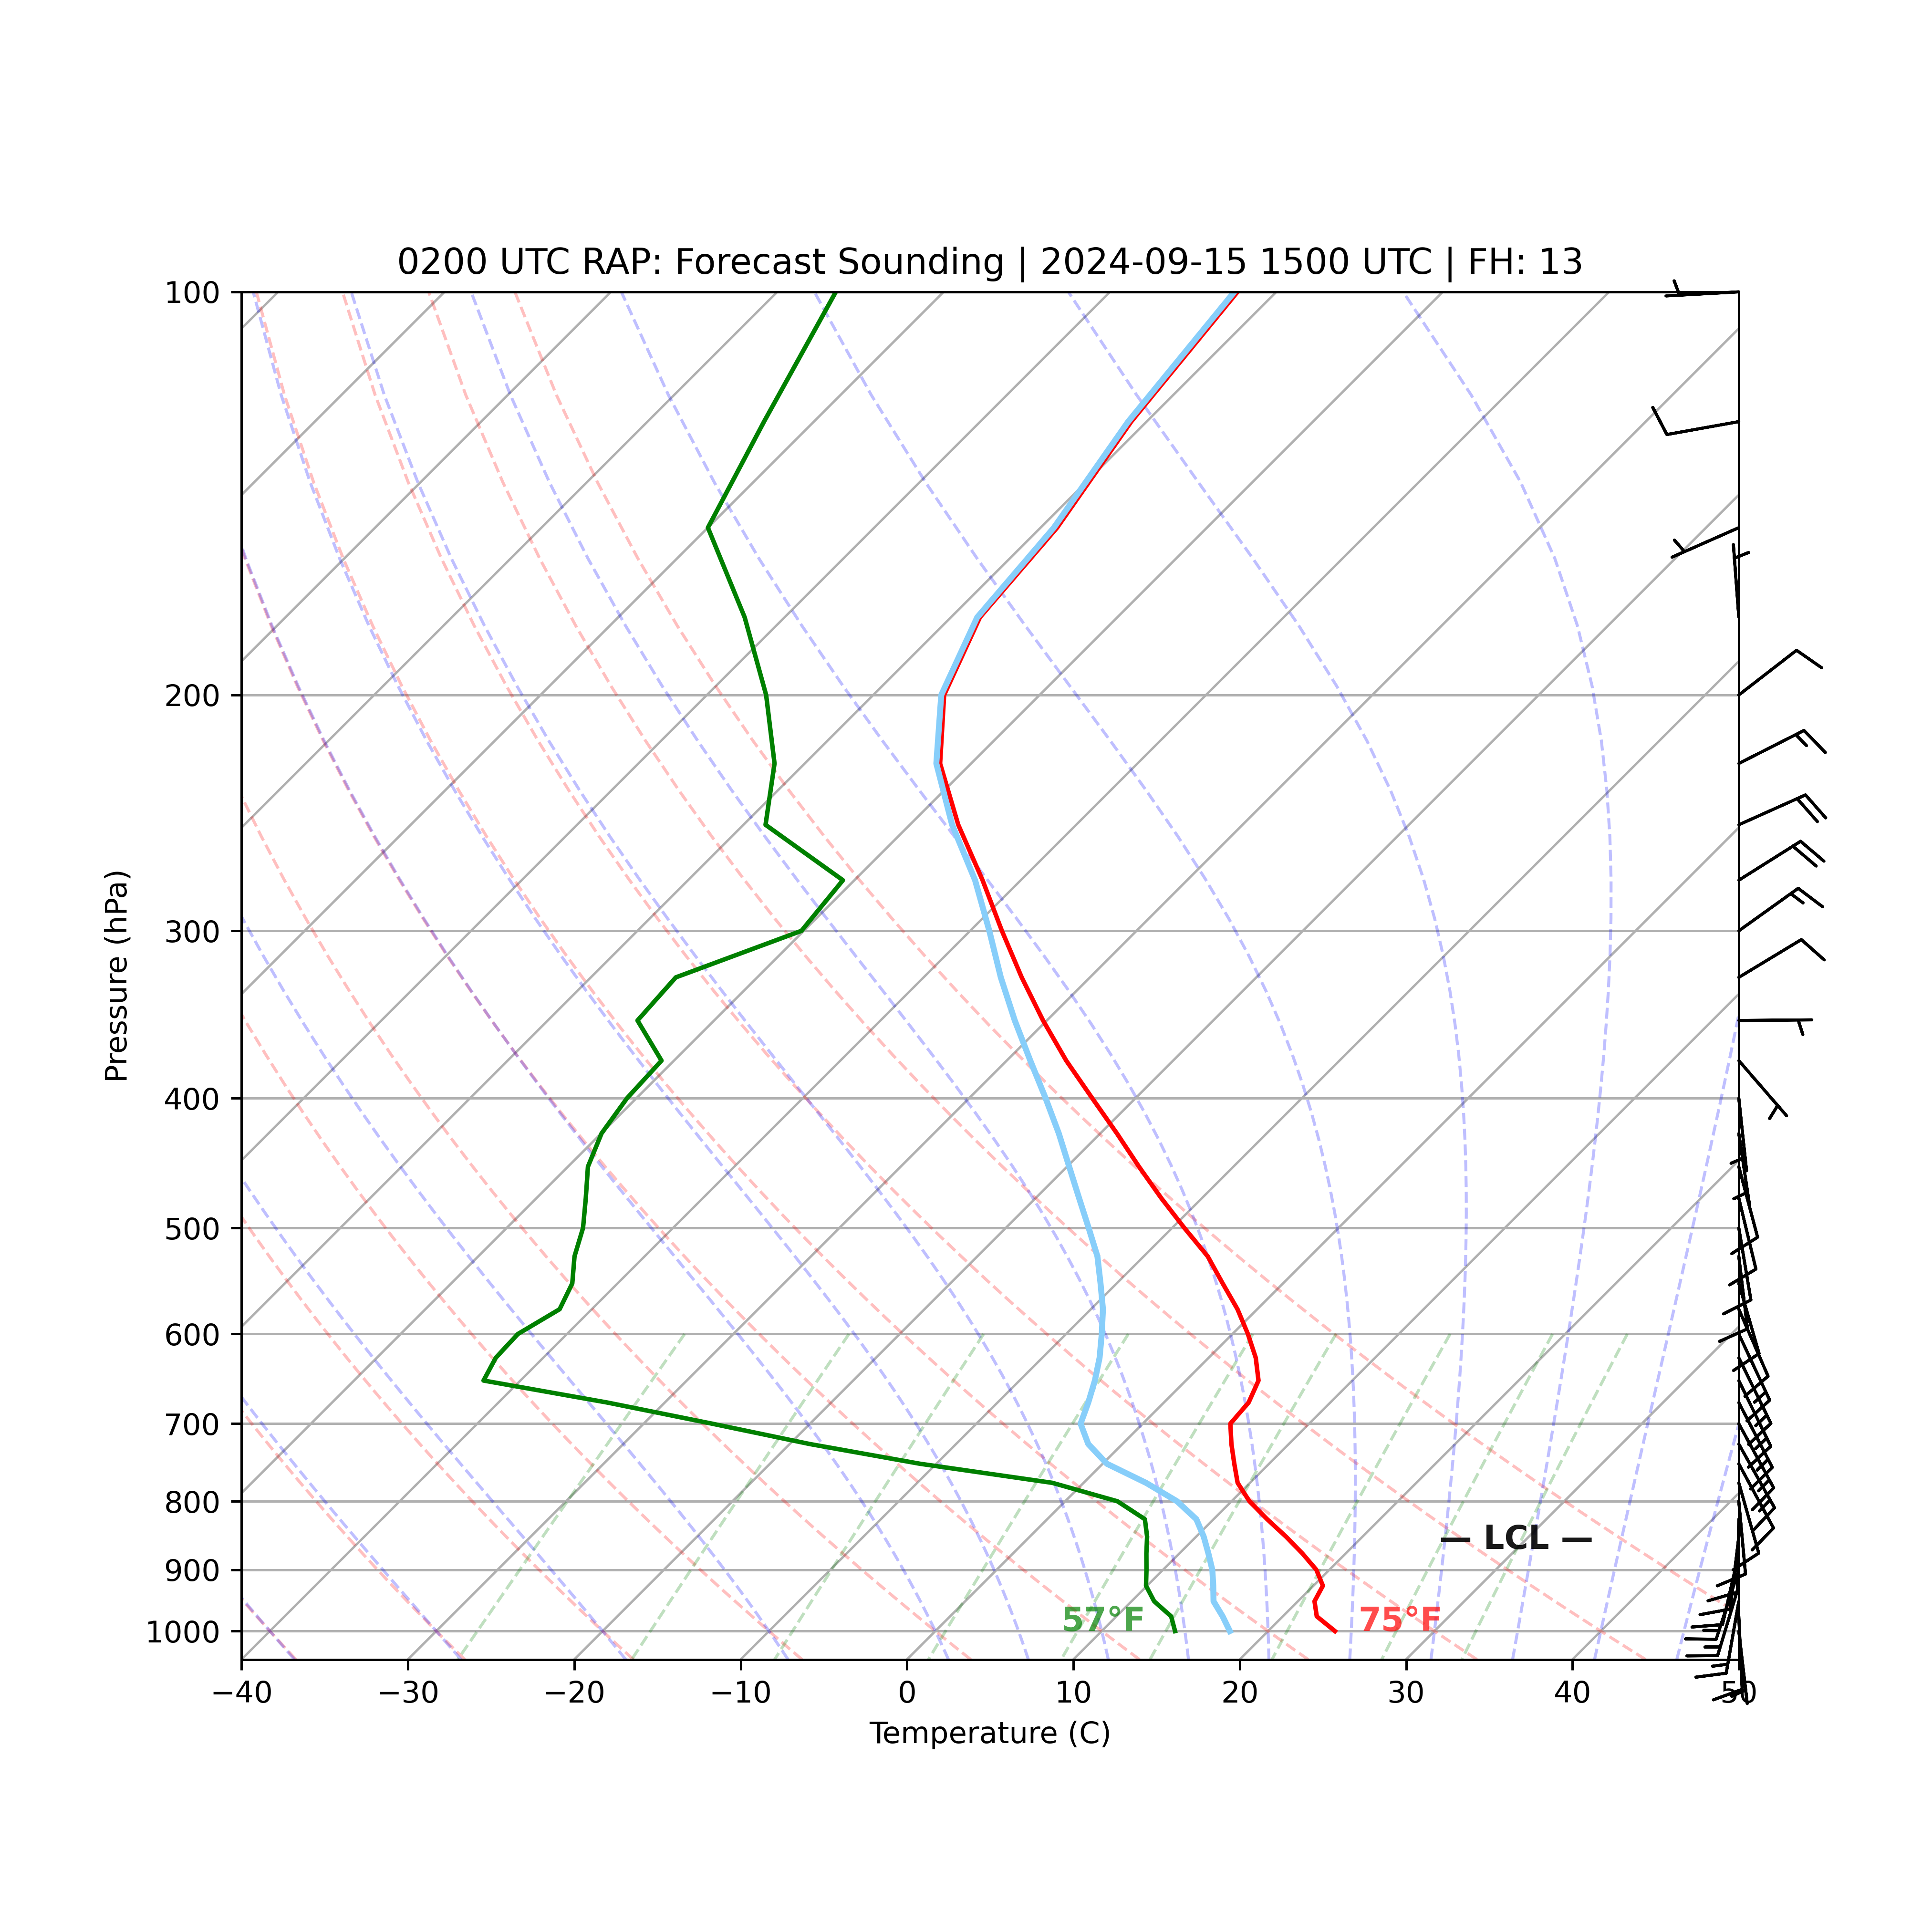 0200 UTC RAP: Forecast Sounding | 2024-09-15 1500 UTC | FH: 13
100
200
300
400
500
600
700
800
900
1000
Pressure (hPa)
— LCL —
57°F
75°F
−40 −30 −20 −10 0 10 20 30 40 50
Temperature (C)